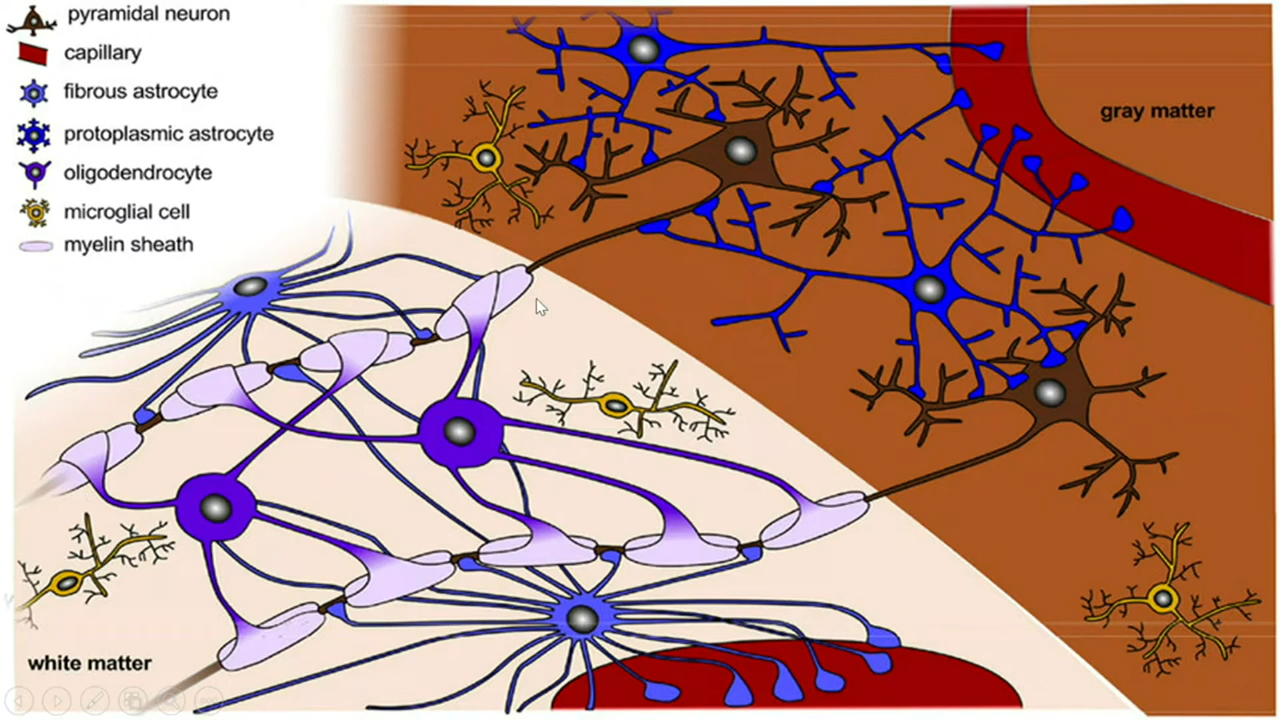 pyramidal neuron
capillary
fibrous astrocyte
protoplasmic astrocyte
oligodendrocyte
microglial cell
myelin sheath
gray matter
white matter